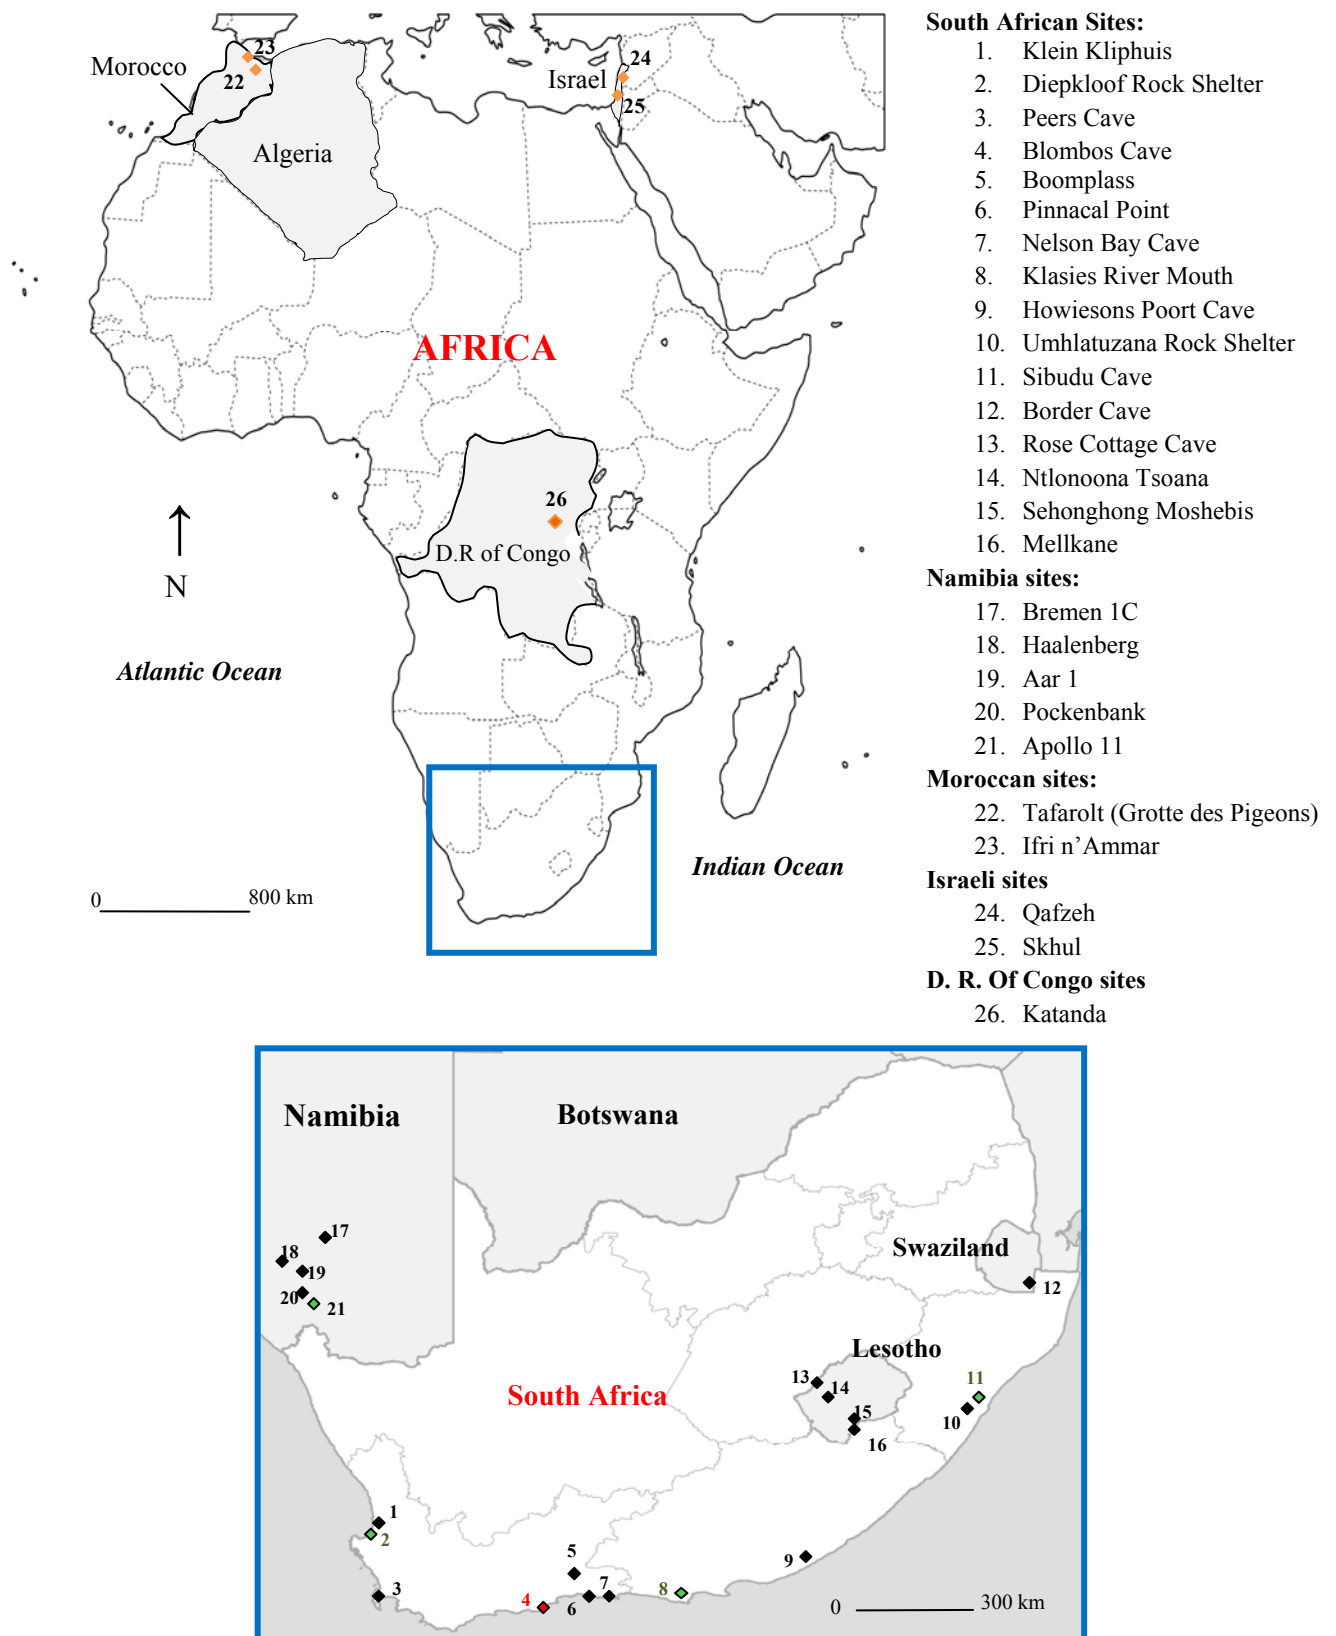 South African Sites:
1. Klein Kliphuis
2. Diepkloof Rock Shelter
3. Peers Cave
4. Blombos Cave
5. Boomplass
6. Pinnacal Point
7. Nelson Bay Cave
8. Klasies River Mouth
9. Howiesons Poort Cave
10. Umhlatuzana Rock Shelter
11. Sibudu Cave
12. Border Cave
13. Rose Cottage Cave
14. Ntlonoona Tsoana
15. Sehonghong Moshebis
16. Mellkane
Namibia sites:
17. Bremen 1C
18. Haalenberg
19. Aar 1
20. Pockenbank
21. Apollo 11
Moroccan sites:
22. Tafarolt (Grotte des Pigeons)
23. Ifri n’Ammar
Israeli sites
24. Qafzeh
25. Skhul
D. R. Of Congo sites
26. Katanda
23
Morocco
22
24
Israel
25
Algeria
AFRICA
26
D.R of Congo
N
Atlantic Ocean
Indian Ocean
0 800 km
Namibia
Botswana
17
18
19
20
21
Swaziland
12
Lesotho
13
14
11
10
15
16
South Africa
1
2
3
5
4
6
7
8
9
0 300 km